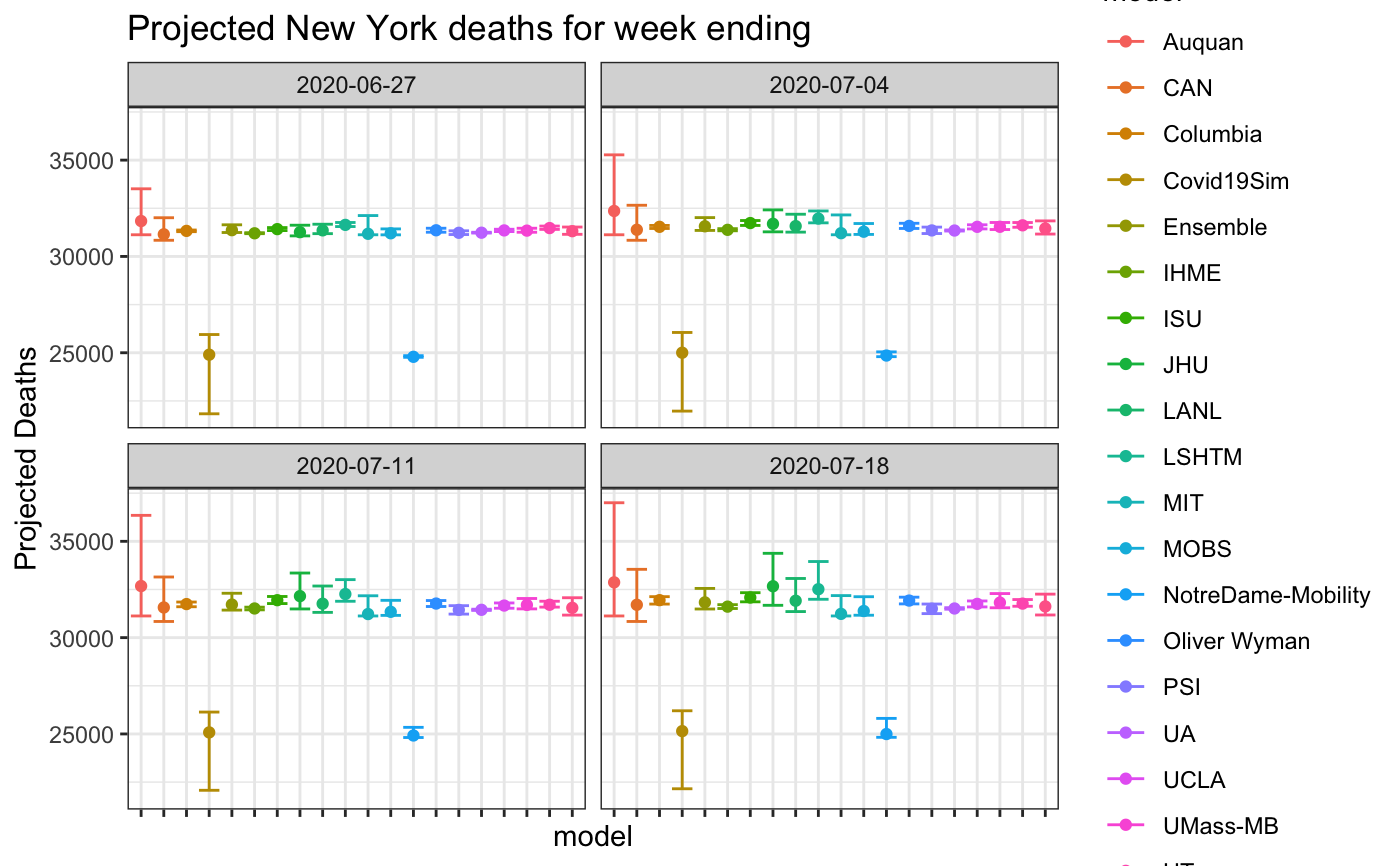 Projected New York deaths for week ending
2020-06-27
2020-07-04
35000
30000
25000
2020-07-11
2020-07-18
35000
30000
25000
Projected Deaths
model
Auquan
CAN
Columbia
Covid19Sim
Ensemble
IHME
ISU
JHU
LANL
LSHTM
MIT
MOBS
NotreDame-Mobility
Oliver Wyman
PSI
UA
UCLA
UMass-MB